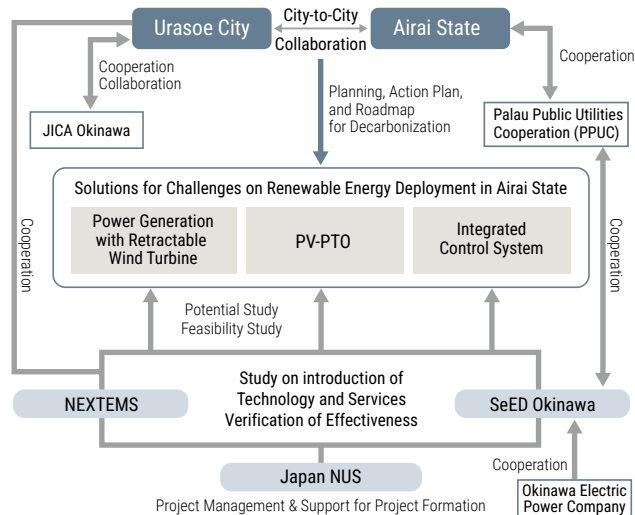 Urasoe City
City-to-City
Collaboration
Airai State
Cooperation
Collaboration
Cooperation
Planning, Action Plan,
and Roadmap
for Decarbonization
JICA Okinawa
Palau Public Utilities
Cooperation (PPUC)
Solutions for Challenges on Renewable Energy Deployment in Airai State
Power Generation
with Retractable
Wind Turbine
PV-PTO
Integrated
Control System
Cooperation
Cooperation
Potential Study
Feasibility Study
Study on introduction of
Technology and Services
Verification of Effectiveness
NEXTEMS
SeED Okinawa
Japan NUS
Cooperation
Project Management & Support for Project Formation
Okinawa Electric
Power Company